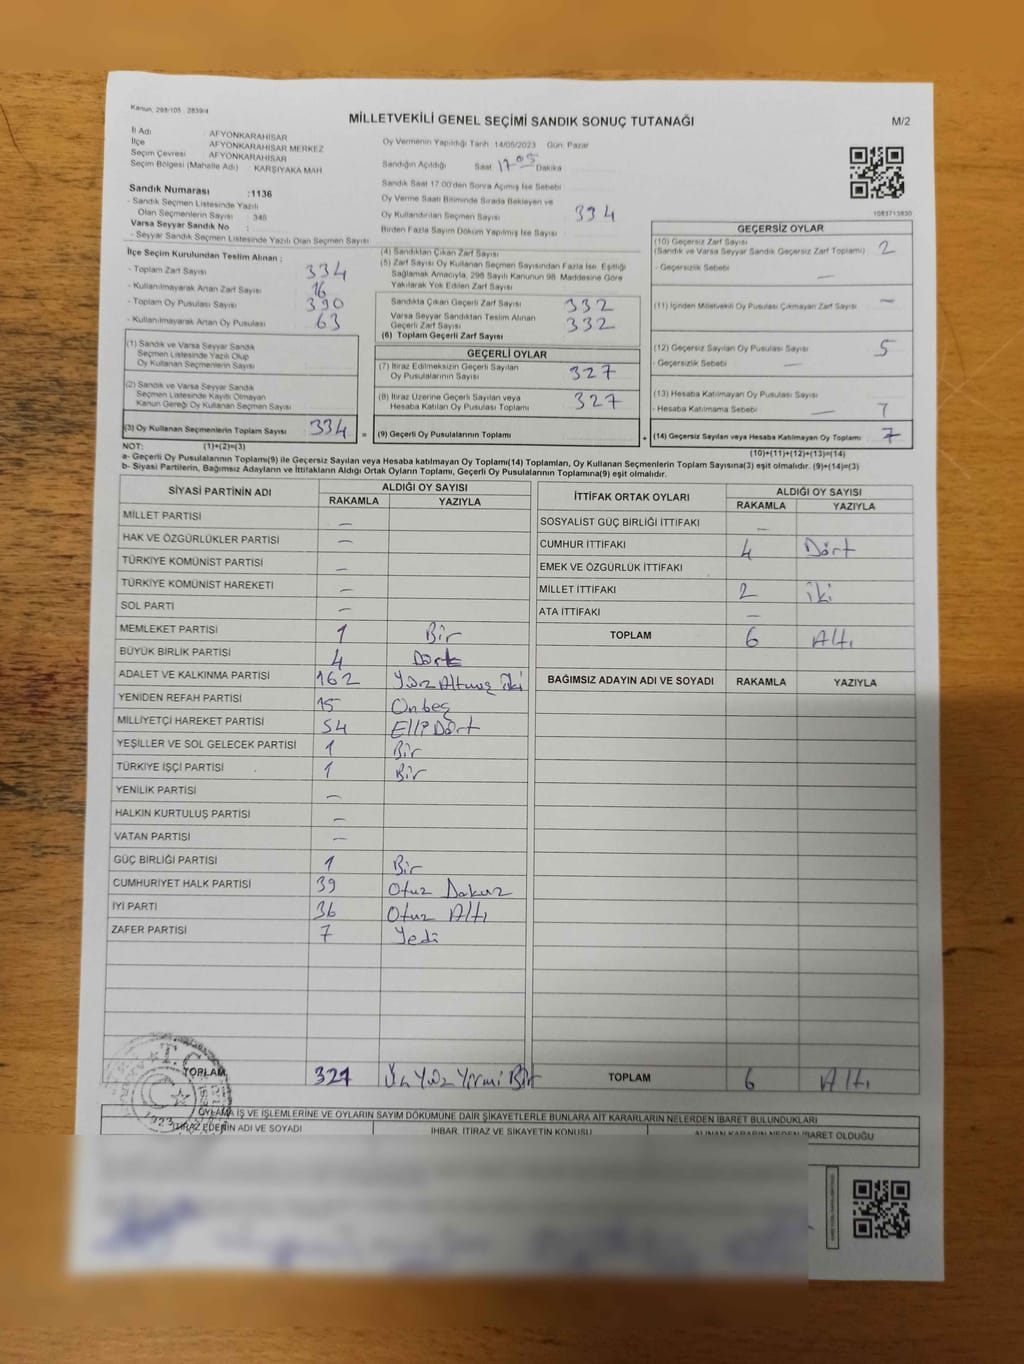 Kanun, 298/105 . 2839/4
MİLLETVEKİLİ GENEL SEÇİMİ SANDIK SONUÇ TUTANAĞI
M/2
İl Adı : AFYONKARAHİSAR
İlçe : AFYONKARAHİSAR MERKEZ
Seçim Çevresi : AFYONKARAHİSAR
Seçim Bölgesi (Mahalle Adı) : KARŞIYAKA MAH
Sandık Numarası :1136
- Sandık Seçmen Listesinde Yazılı
Olan Seçmenlerin Sayısı : 346
Varsa Seyyar Sandık No :
- Seyyar Sandık Seçmen Listesinde Yazılı Olan Seçmen Sayısı
Oy Vermenin Yapıldığı Tarih 14/05/2023 Gün Pazar
Sandığın Açıldığı Saat 17 05 Dakika
Sandık Saat 17.00'den Sonra Açılmış İse Sebebi
Oy Verme Saati Bitiminde Sırada Bekleyen ve
Oy Kullandırılan Seçmen Sayısı 334
Birden Fazla Sayım Döküm Yapılmış İse Sayısı
1083713830
İlçe Seçim Kurulundan Teslim Alınan ;
- Toplam Zarf Sayısı 334
- Kullanılmayarak Artan Zarf Sayısı 16
- Toplam Oy Pusulası Sayısı 390
- Kullanılmayarak Artan Oy Pusulası 63
(1) Sandık ve Varsa Seyyar Sandık
Seçmen Listesinde Yazılı Olup
Oy Kullanan Seçmenlerin Sayısı
(2) Sandık ve Varsa Seyyar Sandık
Seçmen Listesinde Kayıtlı Olmayan
Kanun Gereği Oy Kullanan Seçmen Sayısı
(3) Oy Kullanan Seçmenlerin Toplam Sayısı 334 =
(1)+(2)=(3)
(4) Sandıktan Çıkan Zarf Sayısı
(5) Zarf Sayısı Oy Kullanan Seçmen Sayısından Fazla İse, Eşitliği
Sağlamak Amacıyla, 298 Sayılı Kanunun 98. Maddesine Göre
Yakılarak Yok Edilen Zarf Sayısı
Sandıkta Çıkan Geçerli Zarf Sayısı 332
Varsa Seyyar Sandıktan Teslim Alınan
Geçerli Zarf Sayısı 332
(6) Toplam Geçerli Zarf Sayısı
GEÇERLİ OYLAR
(7) İtiraz Edilmeksizin Geçerli Sayılan
Oy Pusulalarının Sayısı 327
(8) İtiraz Üzerine Geçerli Sayılan veya
Hesaba Katılan Oy Pusulası Toplamı 327
(9) Geçerli Oy Pusulalarının Toplamı +
GEÇERSİZ OYLAR
(10) Geçersiz Zarf Sayısı
(Sandık ve Varsa Seyyar Sandık Geçersiz Zarf Toplamı) 2
- Geçersizlik Sebebi —
(11) İçinden Milletvekili Oy Pusulası Çıkmayan Zarf Sayısı —
(12) Geçersiz Sayılan Oy Pusulası Sayısı 5
- Geçersizlik Sebebi —
(13) Hesaba Katılmayan Oy Pusulası Sayısı
- Hesaba Katılmama Sebebi — 7
(14) Geçersiz Sayılan veya Hesaba Katılmayan Oy Toplamı 7
(10)+(11)+(12)+(13)=(14)
NOT:
a- Geçerli Oy Pusulalarının Toplamı(9) ile Geçersiz Sayılan veya Hesaba katılmayan Oy Toplamı(14) Toplamları, Oy Kullanan Seçmenlerin Toplam Sayısına(3) eşit olmalıdır. (9)+(14)=(3)
b- Siyasi Partilerin, Bağımsız Adayların ve İttifakların Aldığı Ortak Oyların Toplamı, Geçerli Oy Pusulalarının Toplamına(9) eşit olmalıdır.
SİYASİ PARTİNİN ADI ALDIĞI OY SAYISI
RAKAMLA YAZIYLA
MİLLET PARTİSİ —
HAK VE ÖZGÜRLÜKLER PARTİSİ —
TÜRKİYE KOMÜNİST PARTİSİ —
TÜRKİYE KOMÜNİST HAREKETİ —
SOL PARTİ —
MEMLEKET PARTİSİ 1 Bir
BÜYÜK BİRLİK PARTİSİ 4 Dört
ADALET VE KALKINMA PARTİSİ 162 Yüz Altmış iki
YENİDEN REFAH PARTİSİ 15 Onbeş
MİLLİYETÇİ HAREKET PARTİSİ 54 Elli Dört
YEŞİLLER VE SOL GELECEK PARTİSİ 1 Bir
TÜRKİYE İŞÇİ PARTİSİ 1 Bir
YENİLİK PARTİSİ —
HALKIN KURTULUŞ PARTİSİ —
VATAN PARTİSİ —
GÜÇ BİRLİĞİ PARTİSİ 1 Bir
CUMHURİYET HALK PARTİSİ 39 Otuz Dokuz
İYİ PARTİ 36 Otuz Altı
ZAFER PARTİSİ 7 Yedi
TOPLAM 321 Üç Yüz Yirmi Bir
İTTİFAK ORTAK OYLARI ALDIĞI OY SAYISI
RAKAMLA YAZIYLA
SOSYALİST GÜÇ BİRLİĞİ İTTİFAKI —
CUMHUR İTTİFAKI 4 Dört
EMEK VE ÖZGÜRLÜK İTTİFAKI
MİLLET İTTİFAKI 2 iki
ATA İTTİFAKI —
TOPLAM 6 Altı
BAĞIMSIZ ADAYIN ADI VE SOYADI RAKAMLA YAZIYLA
TOPLAM 6 Altı
T.C.
1923
OYLAMA İŞ VE İŞLEMLERİNE VE OYLARIN SAYIM DÖKÜMÜNE DAİR ŞİKAYETLERLE BUNLARA AİT KARARLARIN NELERDEN İBARET BULUNDUKLARI
İTİRAZ EDENİN ADI VE SOYADI İHBAR, İTİRAZ VE ŞİKAYETİN KONUSU ALINAN KARARIN NEDEN İBARET OLDUĞU